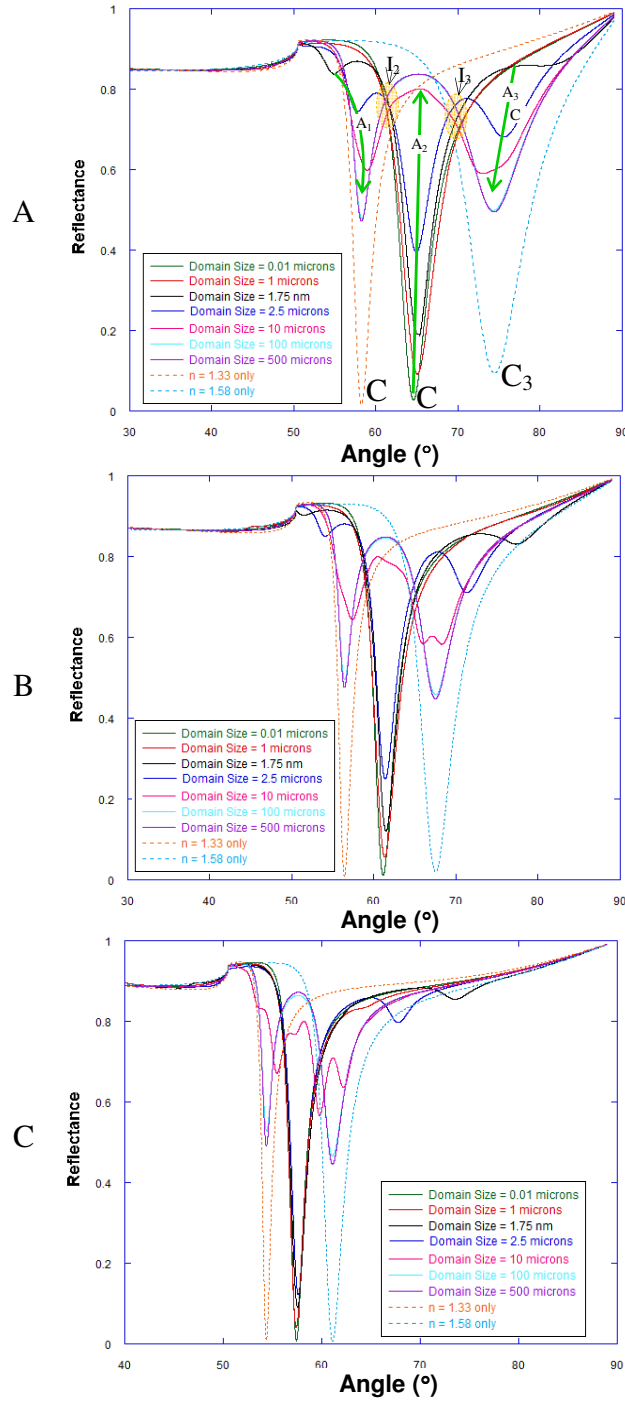 A
Reflectance
1
0.8
0.6
0.4
0.2
0
I2
I3
A1
A2
A3
C
Domain Size = 0.01 microns
Domain Size = 1 microns
Domain Size = 1.75 nm
Domain Size = 2.5 microns
Domain Size = 10 microns
Domain Size = 100 microns
Domain Size = 500 microns
n = 1.33 only
n = 1.58 only
C C C3
30 40 50 60 70 80 90
Angle (°)
B
Reflectance
1
0.8
0.6
0.4
0.2
0
Domain Size = 0.01 microns
Domain Size = 1 microns
Domain Size = 1.75 nm
Domain Size = 2.5 microns
Domain Size = 10 microns
Domain Size = 100 microns
Domain Size = 500 microns
n = 1.33 only
n = 1.58 only
30 40 50 60 70 80 90
Angle (°)
C
Reflectance
1
0.8
0.6
0.4
0.2
0
Domain Size = 0.01 microns
Domain Size = 1 microns
Domain Size = 1.75 nm
Domain Size = 2.5 microns
Domain Size = 10 microns
Domain Size = 100 microns
Domain Size = 500 microns
n = 1.33 only
n = 1.58 only
40 50 60 70 80 90
Angle (°)